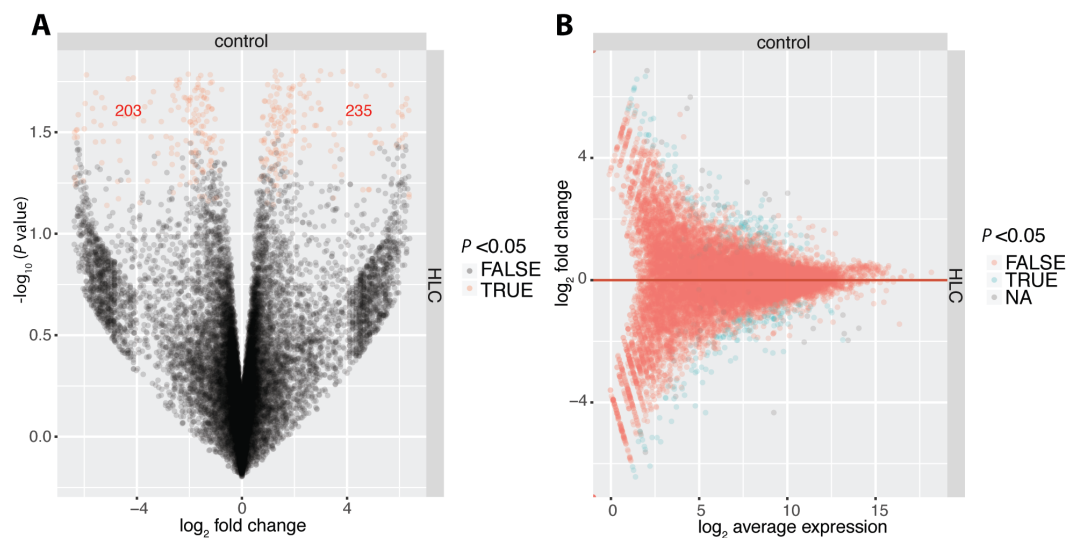 A
control
203
235
1.5
1.0
0.5
0.0
-log10 (P value)
−4
0
4
log2 fold change
HLC
P <0.05
FALSE
TRUE
B
control
4
0
−4
log2 fold change
0
5
10
15
log2 average expression
HLC
P <0.05
FALSE
TRUE
NA